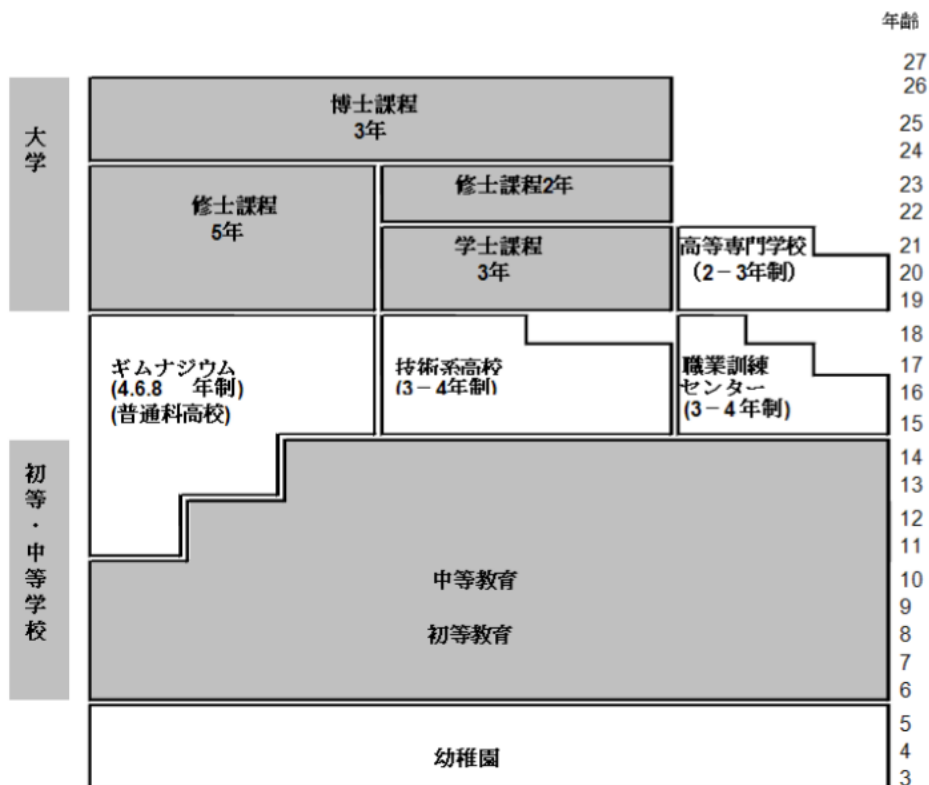 年齢
27
26
25
24
23
22
21
20
19
18
17
16
15
14
13
12
11
10
9
8
7
6
5
4
3
大学
初等・中等学校
博士課程
3年
修士課程
5年
修士課程2年
学士課程
3年
高等専門学校
（2－3年制）
ギムナジウム
(4.6.8　年制)
(普通科高校)
技術系高校
(3－4年制)
職業訓練
センター
(3－4年制)
中等教育
初等教育
幼稚園